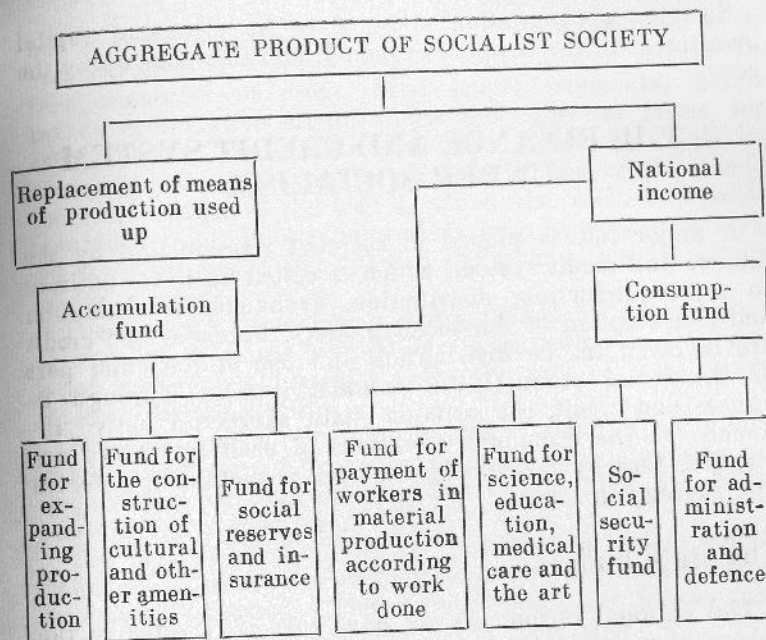 AGGREGATE PRODUCT OF SOCIALIST SOCIETY
Replacement of means
of production used
up
National
income
Accumulation
fund
Consump-
tion fund
Fund
for
ex-
pand-
ing
pro-
duc-
tion
Fund for
the con-
struc-
tion of
cultural
and oth-
er amen-
ities
Fund for
social
reserves
and in-
surance
Fund for
payment of
workers in
material
production
according
to work
done
Fund for
science,
educa-
tion,
medical
care and
the art
So-
cial
secu-
rity
fund
Fund
for ad-
minist-
ration
and
defence